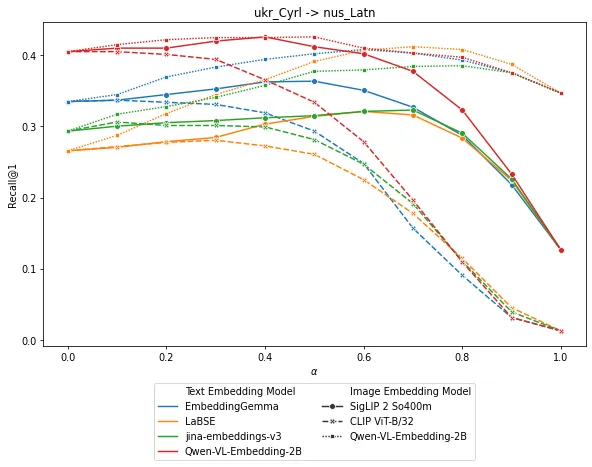 ukr_Cyrl -> nus_Latn
0.4
0.3
0.2
0.1
0.0
Recall@1
0.0 0.2 0.4 0.6 0.8 1.0
α
Text Embedding Model Image Embedding Model
EmbeddingGemma SigLIP 2 So400m
LaBSE CLIP ViT-B/32
jina-embeddings-v3 Qwen-VL-Embedding-2B
Qwen-VL-Embedding-2B